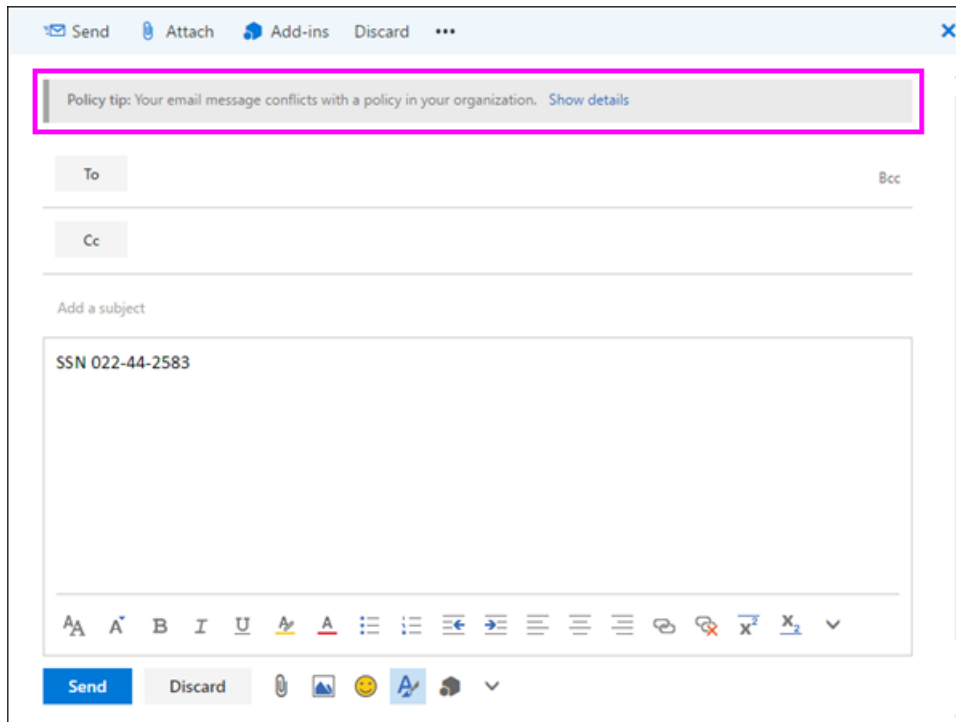 Send Attach Add-ins Discard •••
Policy tip: Your email message conflicts with a policy in your organization. Show details
To Bcc
Cc
Add a subject
SSN 022-44-2583
Send Discard